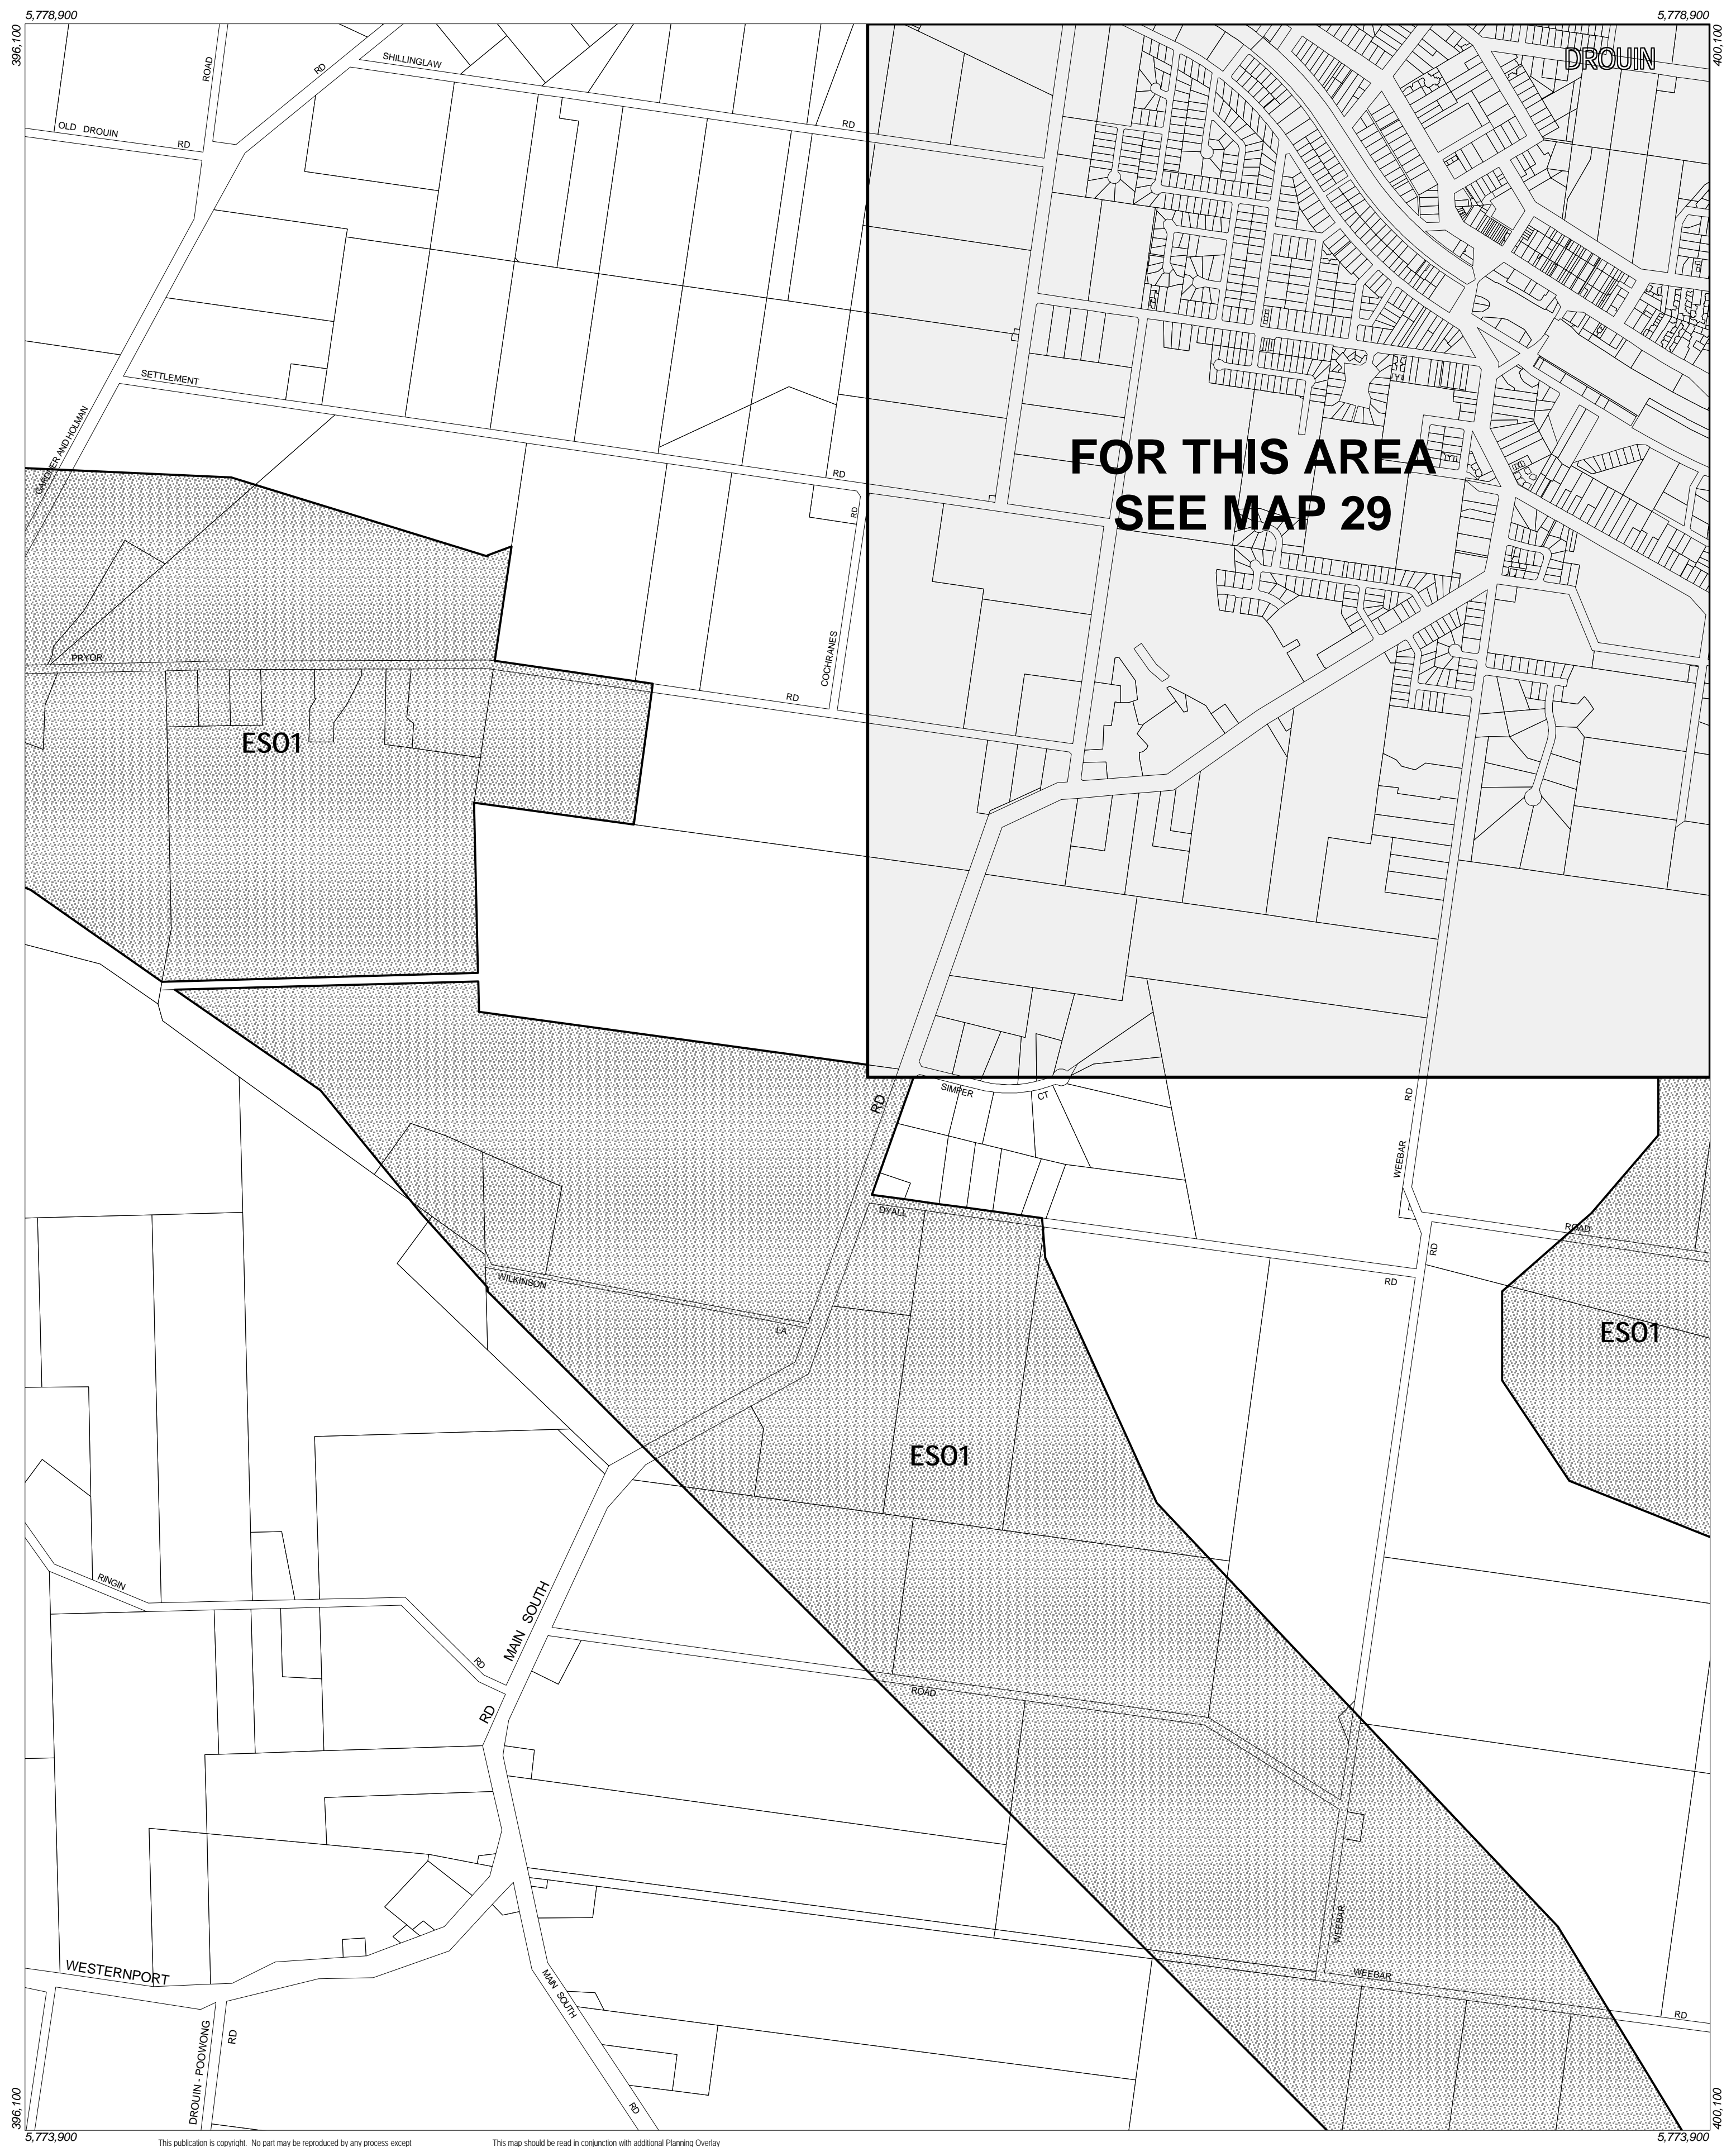 5,778,900
5,778,900
396,100
400,100
DROUIN
ROAD
RD
SHILLINGLAW
RD
OLD DROUIN
RD
SETTLEMENT
RD
GARDNER AND HOLMAN
FOR THIS AREA
SEE MAP 29
RD
COCHRANES
PRYOR
RD
ESO1
RD
SIMPER
CT
RD
WEEBAR
DYALL
RD
RD
ROAD
WILKINSON
LA
ESO1
ESO1
RINGIN
RD
MAIN SOUTH
RD
ROAD
WEEBAR
WEEBAR
RD
WESTERNPORT
MAIN SOUTH
RD
DROUIN - POOWONG
RD
396,100
400,100
5,773,900
5,773,900
This publication is copyright. No part may be reproduced by any process except
This map should be read in conjunction with additional Planning Overlay